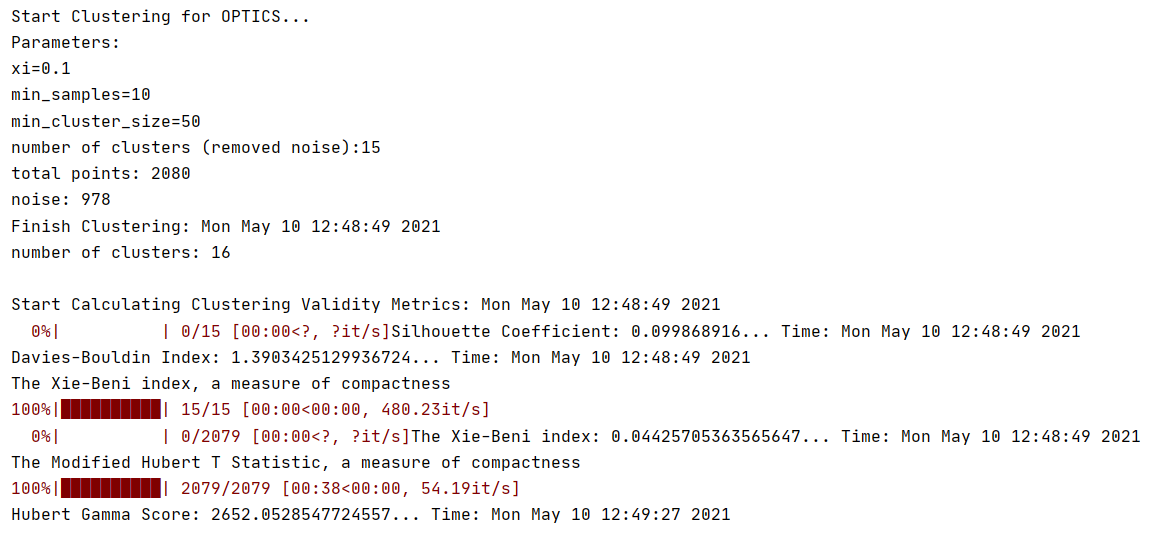 Start Clustering for OPTICS...
Parameters:
xi=0.1
min_samples=10
min_cluster_size=50
number of clusters (removed noise):15
total points: 2080
noise: 978
Finish Clustering: Mon May 10 12:48:49 2021
number of clusters: 16

Start Calculating Clustering Validity Metrics: Mon May 10 12:48:49 2021
  0%|          | 0/15 [00:00<?, ?it/s]Silhouette Coefficient: 0.099868916... Time: Mon May 10 12:48:49 2021
Davies-Bouldin Index: 1.3903425129936724... Time: Mon May 10 12:48:49 2021
The Xie-Beni index, a measure of compactness
100%|██████████| 15/15 [00:00<00:00, 480.23it/s]
  0%|          | 0/2079 [00:00<?, ?it/s]The Xie-Beni index: 0.04425705363565647... Time: Mon May 10 12:48:49 2021
The Modified Hubert T Statistic, a measure of compactness
100%|██████████| 2079/2079 [00:38<00:00, 54.19it/s]
Hubert Gamma Score: 2652.0528547724557... Time: Mon May 10 12:49:27 2021